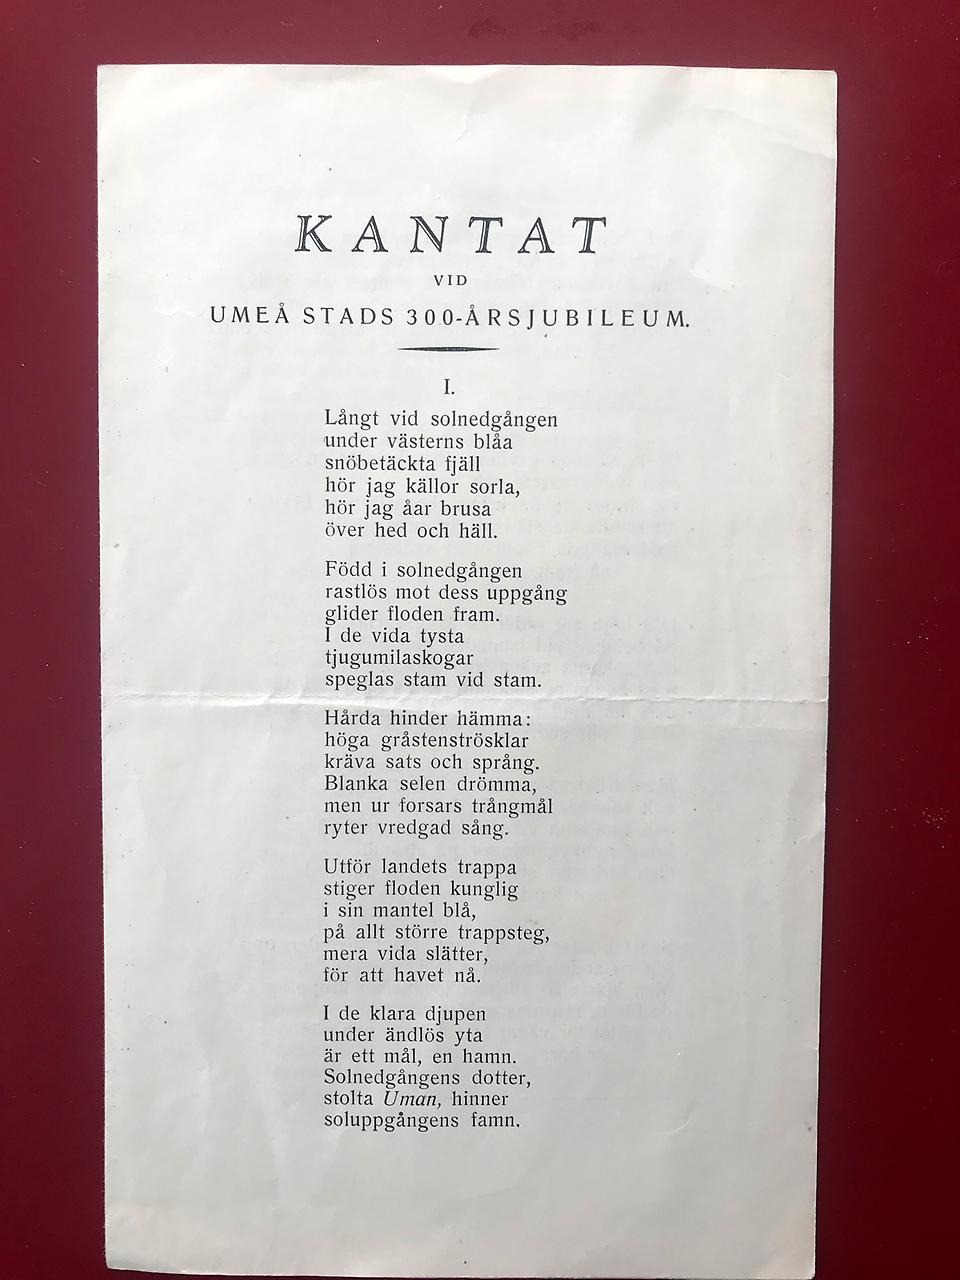 KANTAT
VID
UMEÅ STADS 300-ÅRSJUBILEUM.
I.
Långt vid solnedgången
under västerns blåa
snöbetäckta fjäll
hör jag källor sorla,
hör jag åar brusa
över hed och häll.
Född i solnedgången
rastlös mot dess uppgång
glider floden fram.
I de vida tysta
tjugumilaskogar
speglas stam vid stam.
Hårda hinder hämma:
höga gråstenströsklar
kräva sats och språng.
Blanka selen drömma,
men ur forsars trångmål
ryter vredgad sång.
Utför landets trappa
stiger floden kunglig
i sin mantel blå,
på allt större trappsteg,
mera vida slätter,
för att havet nå.
I de klara djupen
under ändlös yta
är ett mål, en hamn.
Solnedgångens dotter,
stolta Uman, hinner
soluppgångens famn.